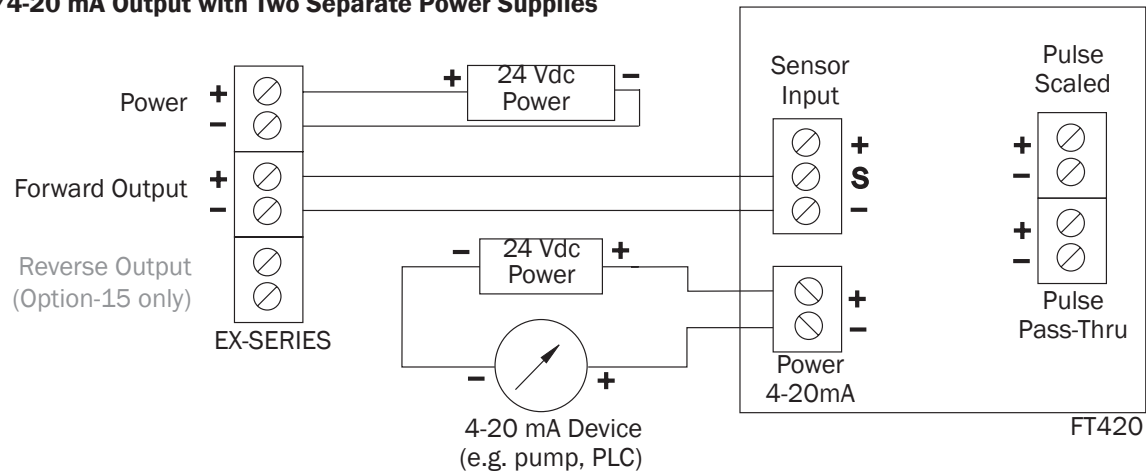 4-20 mA Output with Two Separate Power Supplies
Power
+
−
+
24 Vdc
Power
−
Forward Output
+
−
Reverse Output
(Option-15 only)
EX-SERIES
−
24 Vdc
Power
+
−
+
4-20 mA Device
(e.g. pump, PLC)
Sensor
Input
+
S
−
+
−
Power
4-20mA
Pulse
Scaled
+
−
+
−
Pulse
Pass-Thru
FT420